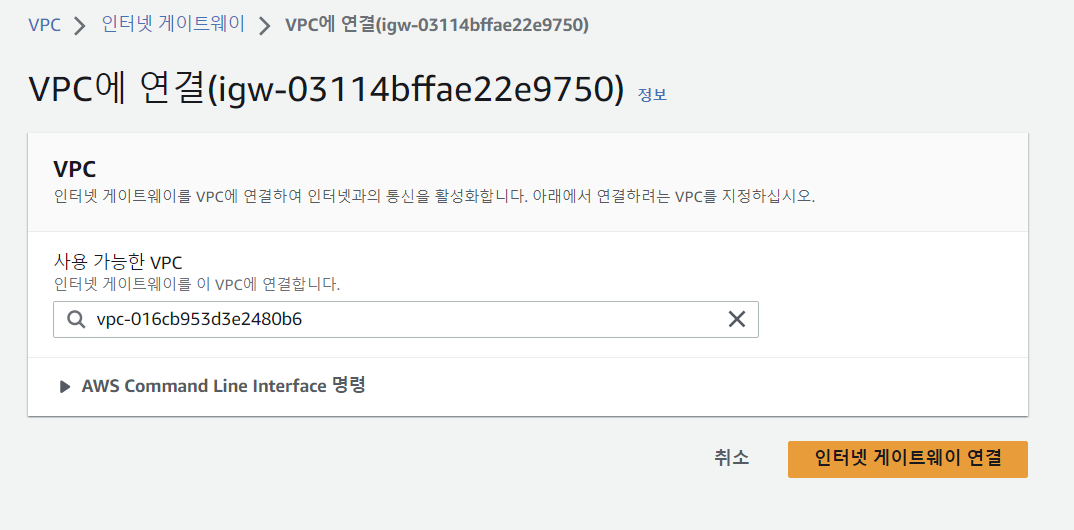 VPC > 인터넷 게이트웨이 > VPC에 연결(igw-03114bffae22e9750)
VPC에 연결(igw-03114bffae22e9750) 정보
VPC
인터넷 게이트웨이를 VPC에 연결하여 인터넷과의 통신을 활성화합니다. 아래에서 연결하려는 VPC를 지정하십시오.
사용 가능한 VPC
인터넷 게이트웨이를 이 VPC에 연결합니다.
vpc-016cb953d3e2480b6
AWS Command Line Interface 명령
취소 인터넷 게이트웨이 연결